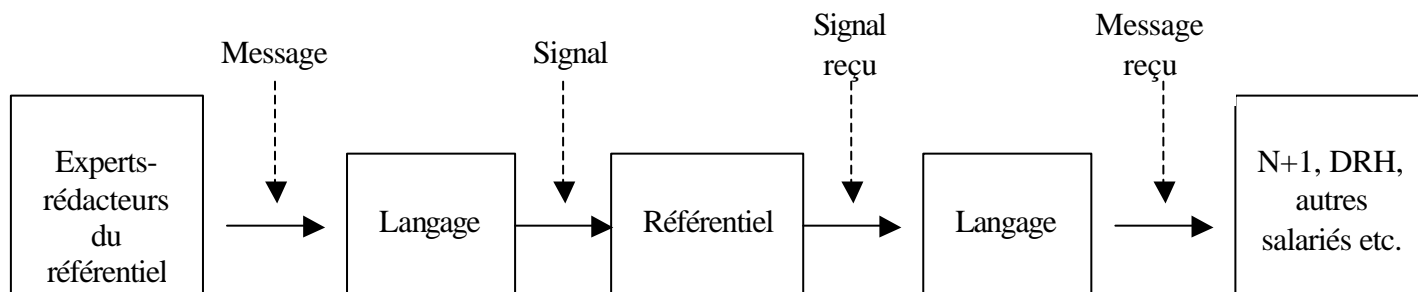 Message
Signal
Signal
reçu
Message
reçu
Experts-
rédacteurs
du
référentiel
Langage
Référentiel
Langage
N+1, DRH,
autres
salariés etc.